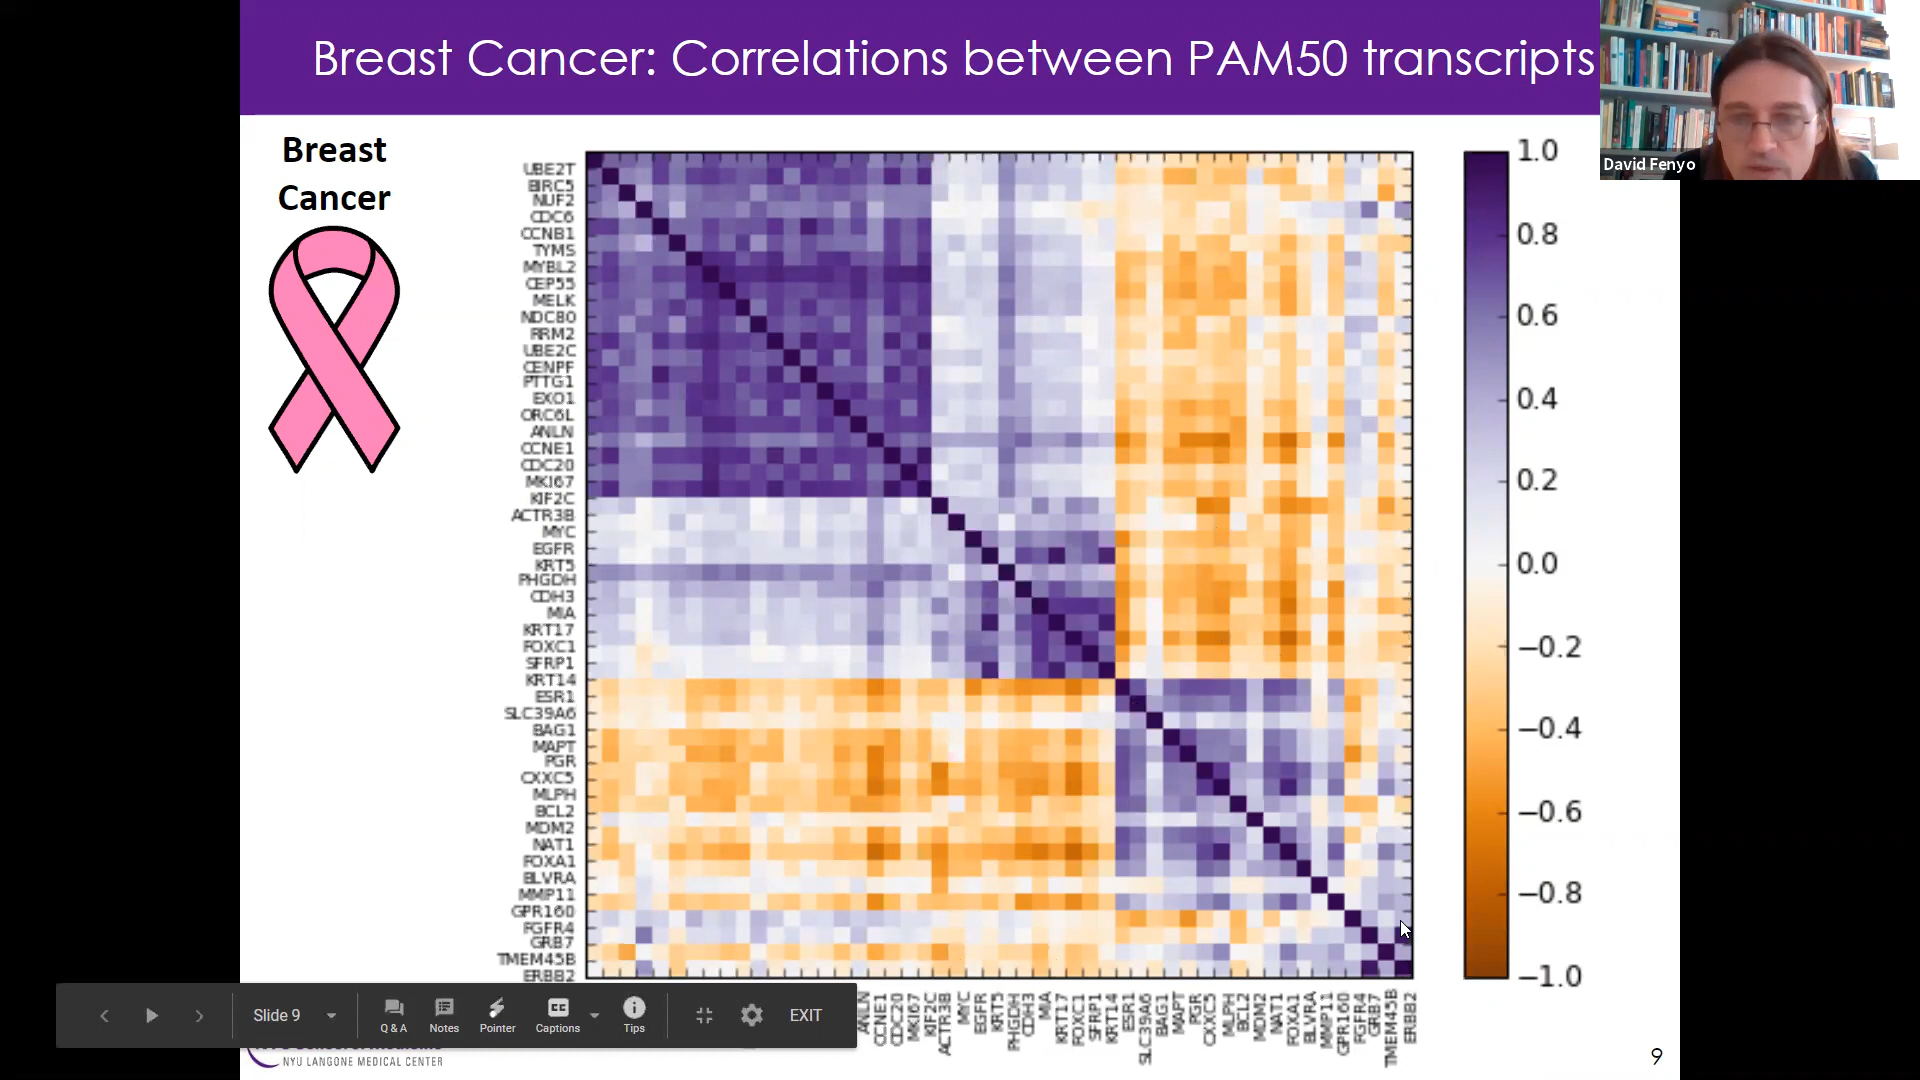 Breast Cancer: Correlations between PAM50 transcripts
David Fenyo
Breast
Cancer
UBE2T
BIRC5
NUF2
CDC6
CCNB1
TYMS
MYBL2
CEP55
MELK
NDC80
RRM2
UBE2C
CENPF
PTTG1
EXO1
ORC6L
ANLN
CCNE1
CDC20
MKI67
KIF2C
ACTR3B
MYC
EGFR
KRT5
PHGDH
CDH3
MIA
KRT17
FOXC1
SFRP1
KRT14
ESR1
SLC39A6
BAG1
MAPT
PGR
CXXC5
MLPH
BCL2
MDM2
NAT1
FOXA1
BLVRA
MMP11
GPR160
FGFR4
GRB7
TMEM45B
ERBB2
1.0
0.8
0.6
0.4
0.2
0.0
−0.2
−0.4
−0.6
−0.8
−1.0
ANLN
CCNE1
CDC20
MKI67
KIF2C
ACTR3B
MYC
EGFR
KRT5
PHGDH
CDH3
MIA
KRT17
FOXC1
SFRP1
KRT14
ESR1
SLC39A6
BAG1
MAPT
PGR
CXXC5
MLPH
BCL2
MDM2
NAT1
FOXA1
BLVRA
MMP11
GPR160
FGFR4
GRB7
TMEM45B
ERBB2
Slide 9
Q & A
Notes
Pointer
CC
Captions
Tips
EXIT
NYU LANGONE MEDICAL CENTER
9